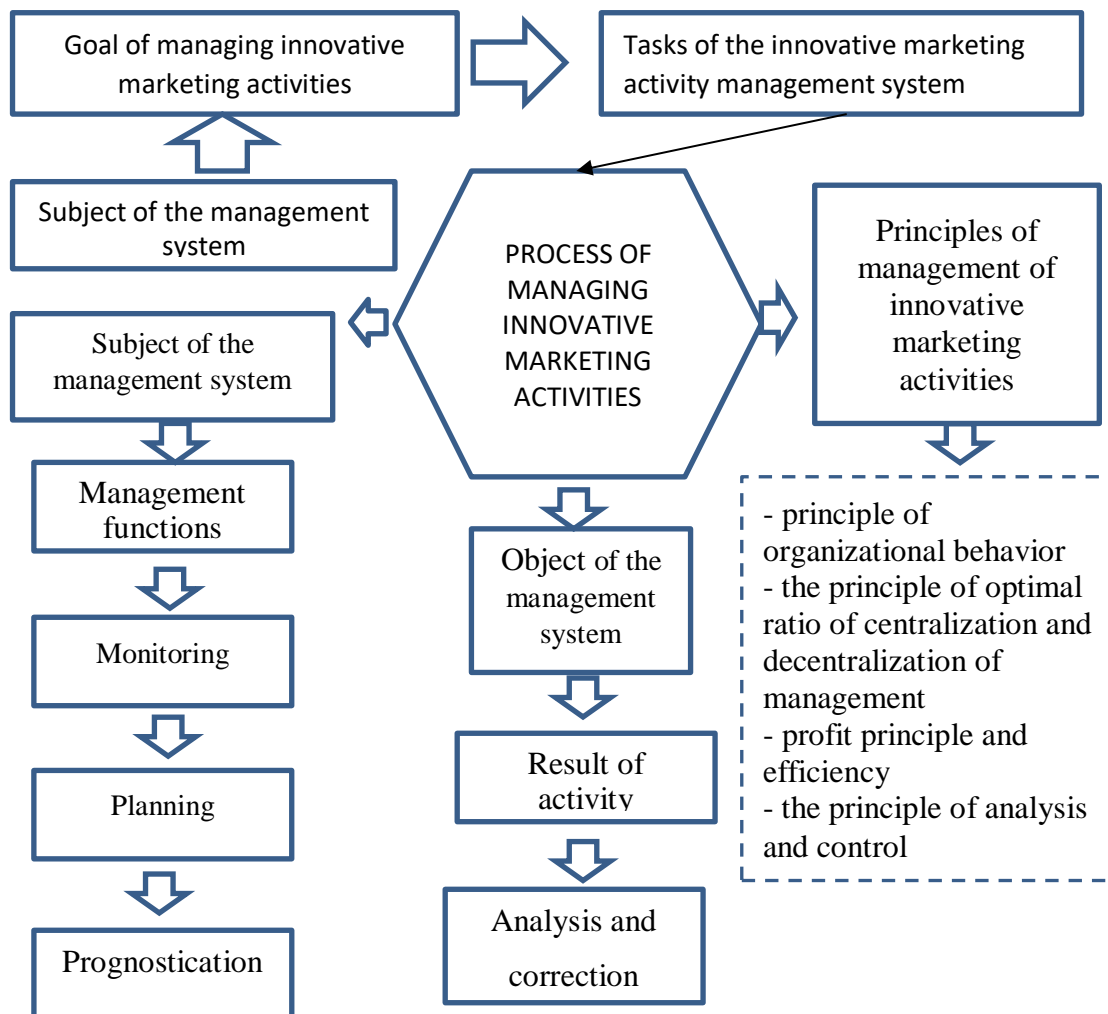 Goal of managing innovative
marketing activities
Tasks of the innovative marketing
activity management system
Subject of the management
system
PROCESS OF
MANAGING
INNOVATIVE
MARKETING
ACTIVITIES
Principles of
management of
innovative
marketing
activities
Subject of the
management system
Management
functions
Monitoring
Planning
Prognostication
Object of the
management
system
Result of
activity
Analysis and
correction
- principle of
organizational behavior
- the principle of optimal
ratio of centralization and
decentralization of
management
- profit principle and
efficiency
- the principle of analysis
and control